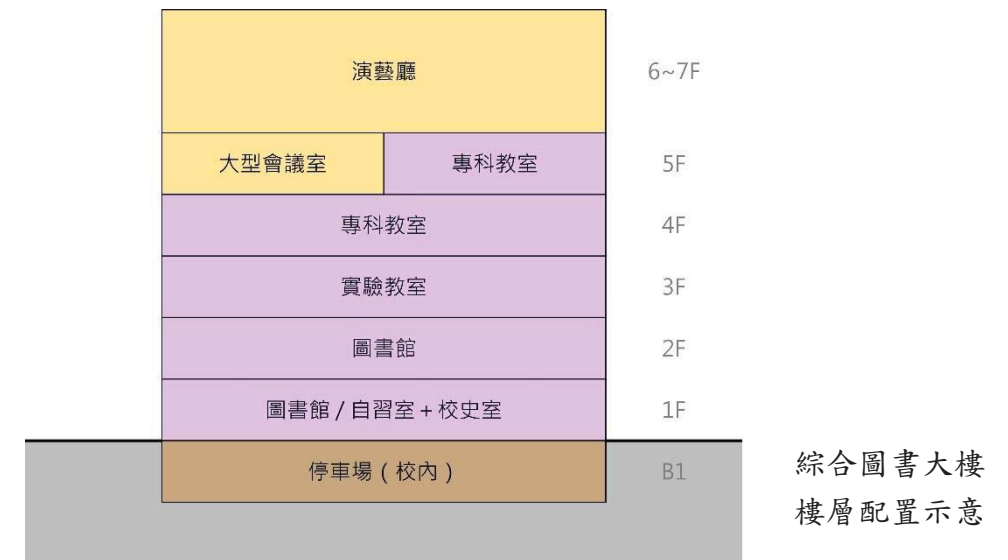 演藝廳 6~7F
大型會議室 專科教室 5F
專科教室 4F
實驗教室 3F
圖書館 2F
圖書館 / 自習室 + 校史室 1F
停車場 ( 校內 ) B1
綜合圖書大樓
樓層配置示意